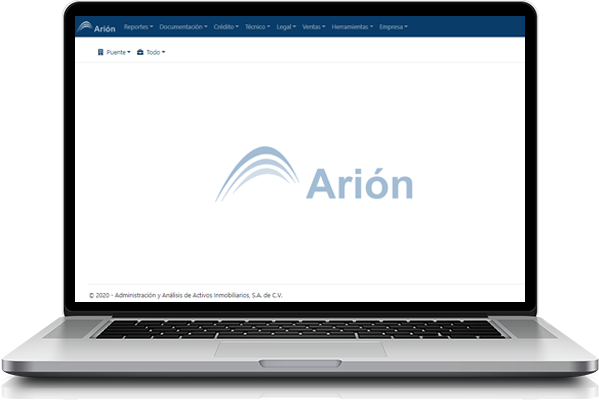 Arión Reportes Documentación Crédito Técnico Legal Ventas Herramientas Empresa
Puente Todo
Arión
© 2020 - Administración y Análisis de Activos Inmobiliarios, S.A. de C.V.